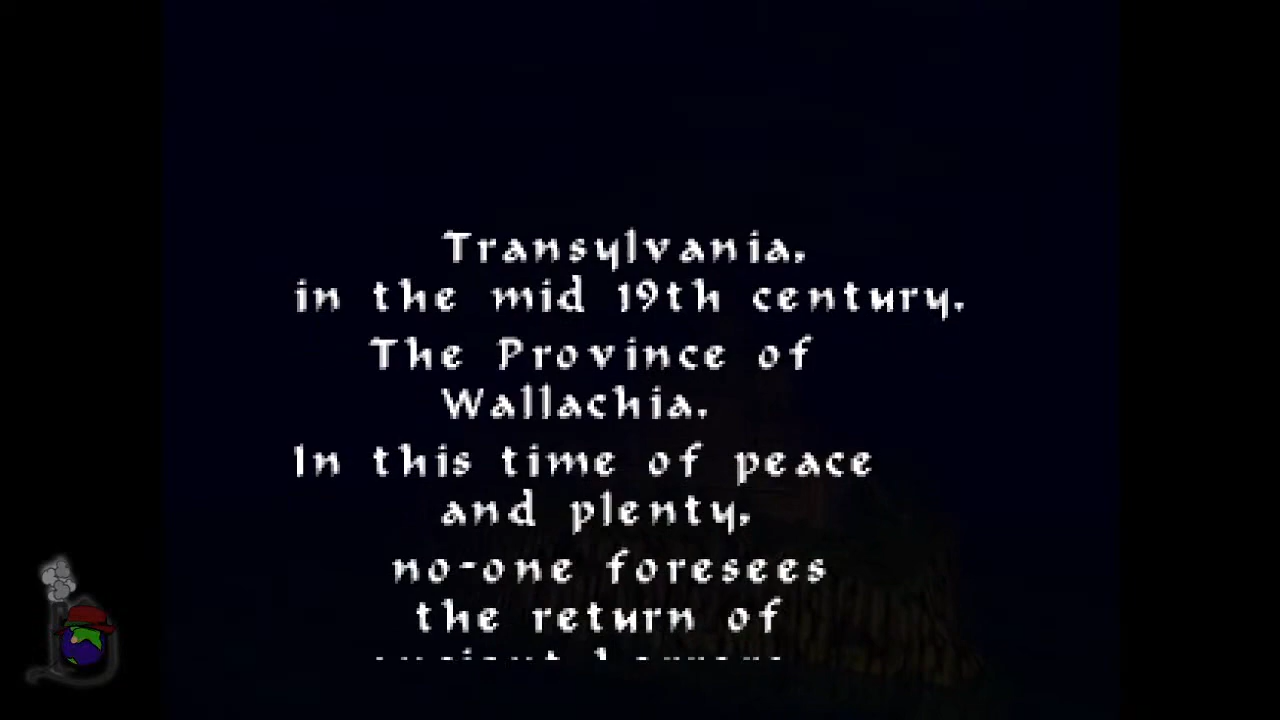 Transylvania,
in the mid 19th century.
The Province of
Wallachia.
In this time of peace
and plenty,
no-one foresees
the return of